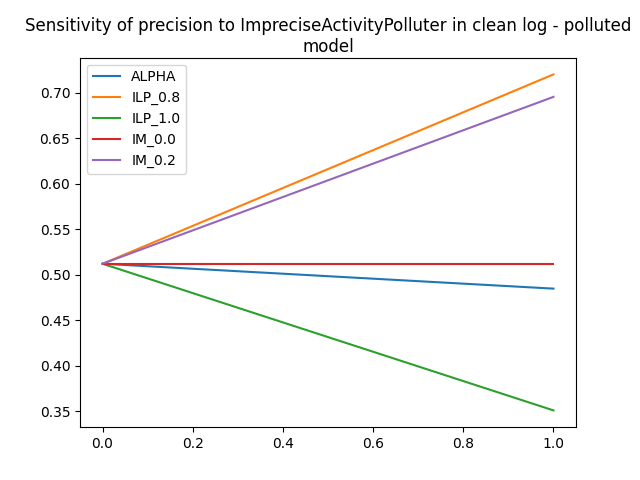 Sensitivity of precision to ImpreciseActivityPolluter in clean log - polluted
model
ALPHA
ILP_0.8
ILP_1.0
IM_0.0
IM_0.2
0.70
0.65
0.60
0.55
0.50
0.45
0.40
0.35
0.0 0.2 0.4 0.6 0.8 1.0